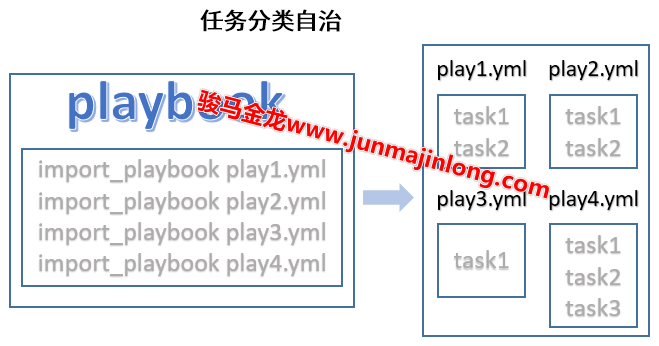 任务分类自治
playbook
import_playbook play1.yml
import_playbook play2.yml
import_playbook play3.yml
import_playbook play4.yml
骏马金龙www.junmajinlong.com
play1.yml
task1
task2
play2.yml
task1
task2
play3.yml
task1
play4.yml
task1
task2
task3